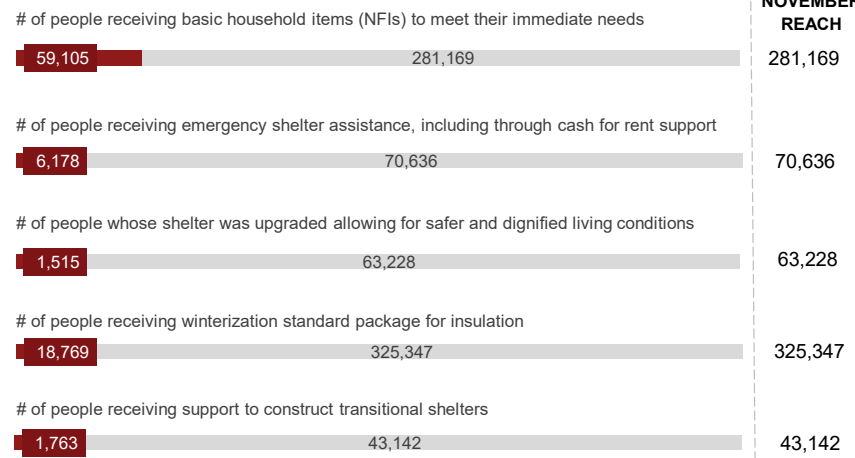 NOVEMBER
REACH
# of people receiving basic household items (NFIs) to meet their immediate needs
59,105 281,169 281,169
# of people receiving emergency shelter assistance, including through cash for rent support
6,178 70,636 70,636
# of people whose shelter was upgraded allowing for safer and dignified living conditions
1,515 63,228 63,228
# of people receiving winterization standard package for insulation
18,769 325,347 325,347
# of people receiving support to construct transitional shelters
1,763 43,142 43,142